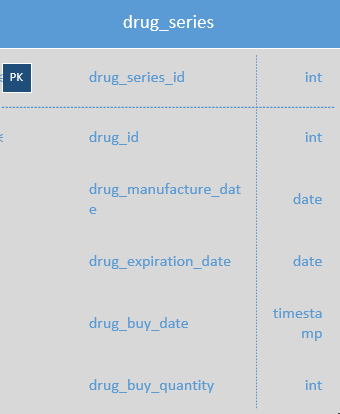 drug_series
PK drug_series_id int
drug_id int
drug_manufacture_dat
e date
drug_expiration_date date
drug_buy_date timesta
mp
drug_buy_quantity int